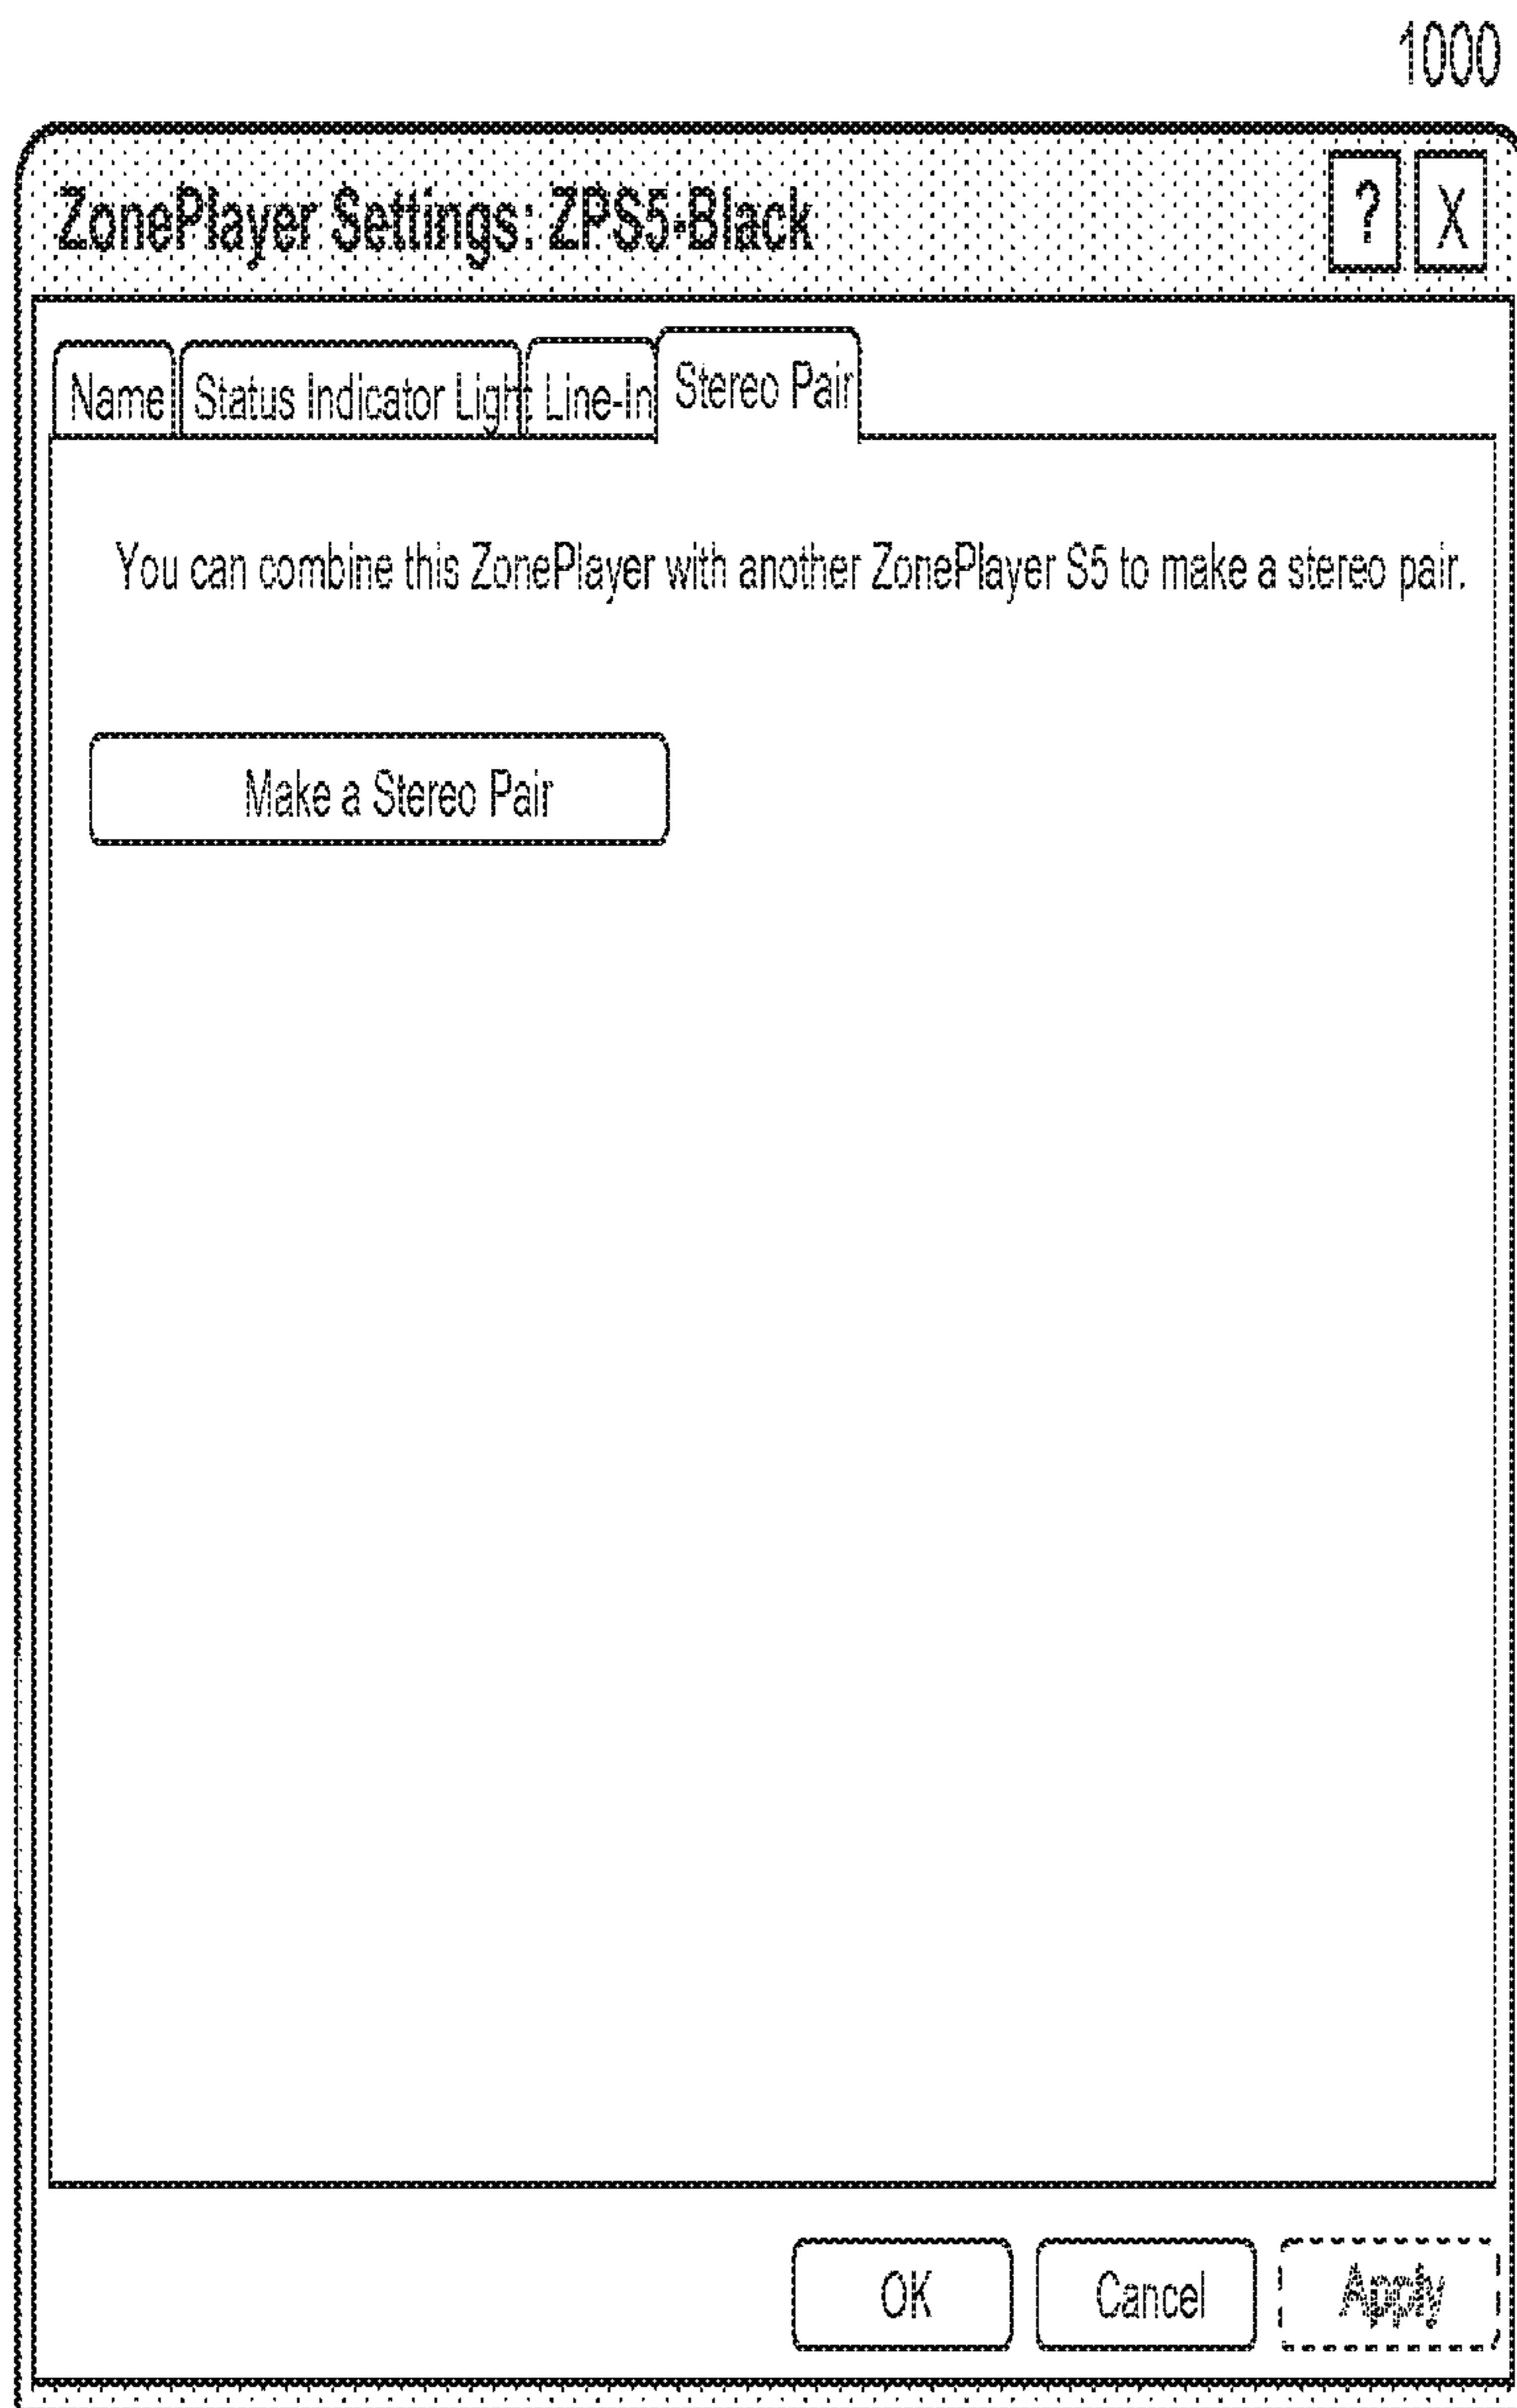 1000
ZonePlayer Settings: ZPS5-Black ? X
Name Status Indicator Light Line-In Stereo Pair
You can combine this ZonePlayer with another ZonePlayer S5 to make a stereo pair.
Make a Stereo Pair
OK Cancel Apply